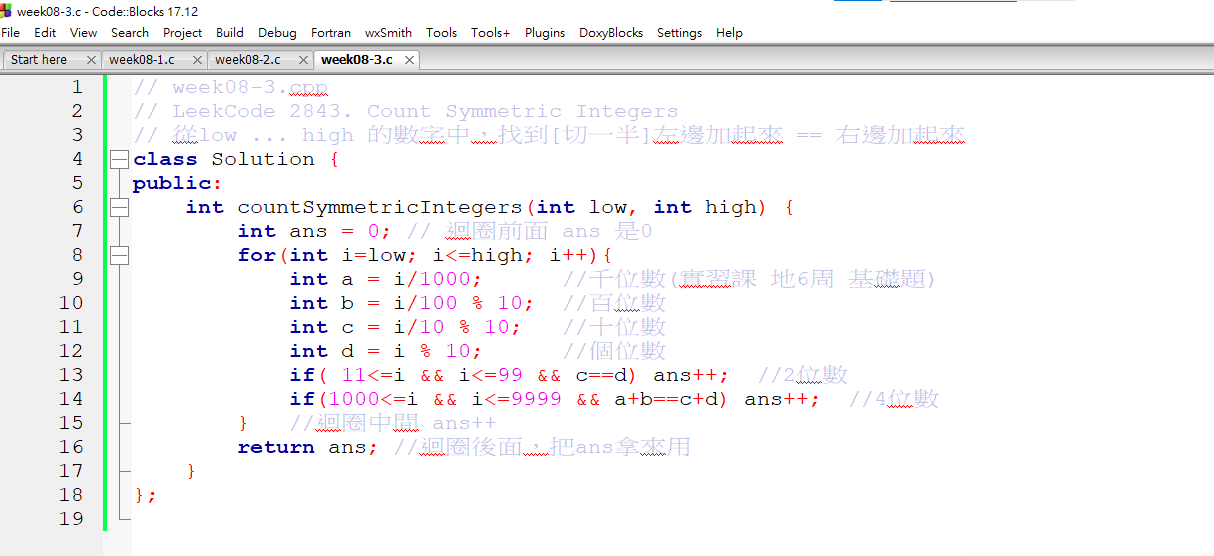 week08-3.c - Code::Blocks 17.12
File Edit View Search Project Build Debug Fortran wxSmith Tools Tools+ Plugins DoxyBlocks Settings Help
Start here × week08-1.c × week08-2.c × week08-3.c ×
1 // week08-3.cpp
2 // LeekCode 2843. Count Symmetric Integers
3 // 從low ... high 的數字中，找到[切一半]左邊加起來 == 右邊加起來
4 class Solution {
5 public:
6 int countSymmetricIntegers(int low, int high) {
7 int ans = 0; // 迴圈前面 ans 是0
8 for(int i=low; i<=high; i++){
9 int a = i/1000; //千位數(實習課 地6周 基礎題)
10 int b = i/100 % 10; //百位數
11 int c = i/10 % 10; //十位數
12 int d = i % 10; //個位數
13 if( 11<=i && i<=99 && c==d) ans++; //2位數
14 if(1000<=i && i<=9999 && a+b==c+d) ans++; //4位數
15 } //迴圈中間 ans++
16 return ans; //迴圈後面，把ans拿來用
17 }
18 };
19